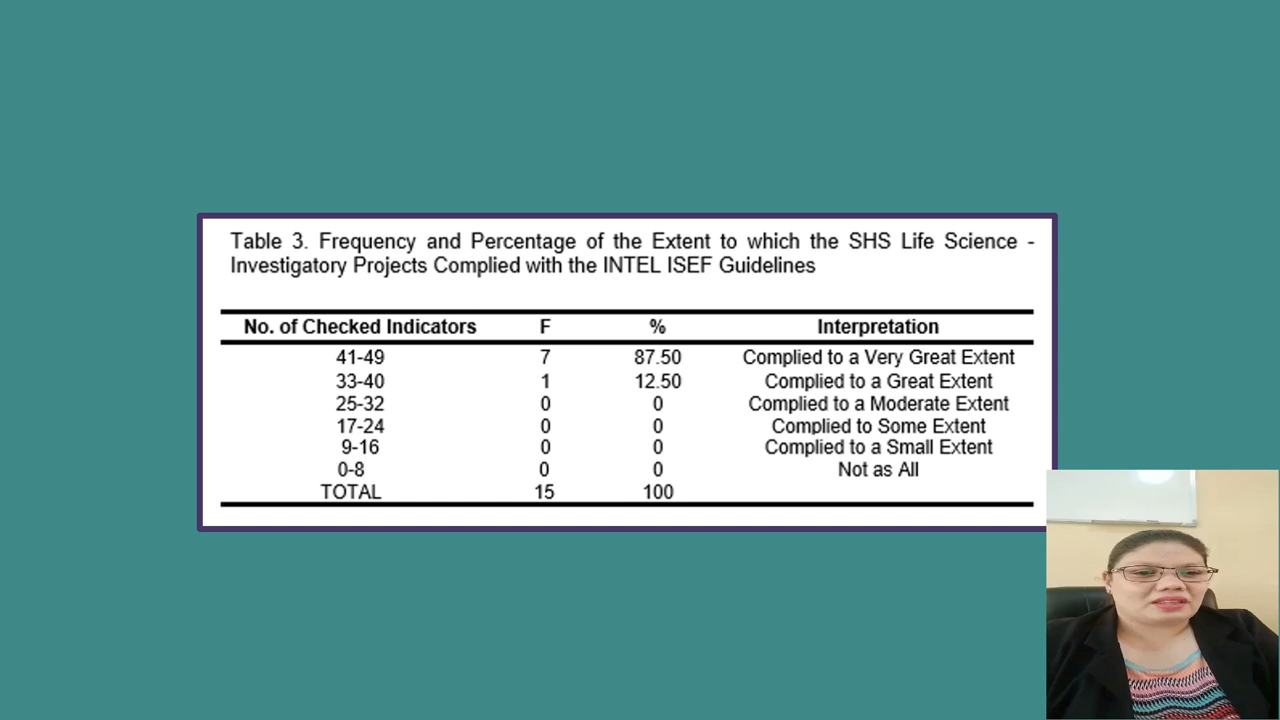 Table 3. Frequency and Percentage of the Extent to which the SHS Life Science -
Investigatory Projects Complied with the INTEL ISEF Guidelines
No. of Checked Indicators F % Interpretation
41-49 7 87.50 Complied to a Very Great Extent
33-40 1 12.50 Complied to a Great Extent
25-32 0 0 Complied to a Moderate Extent
17-24 0 0 Complied to Some Extent
9-16 0 0 Complied to a Small Extent
0-8 0 0 Not as All
TOTAL 15 100